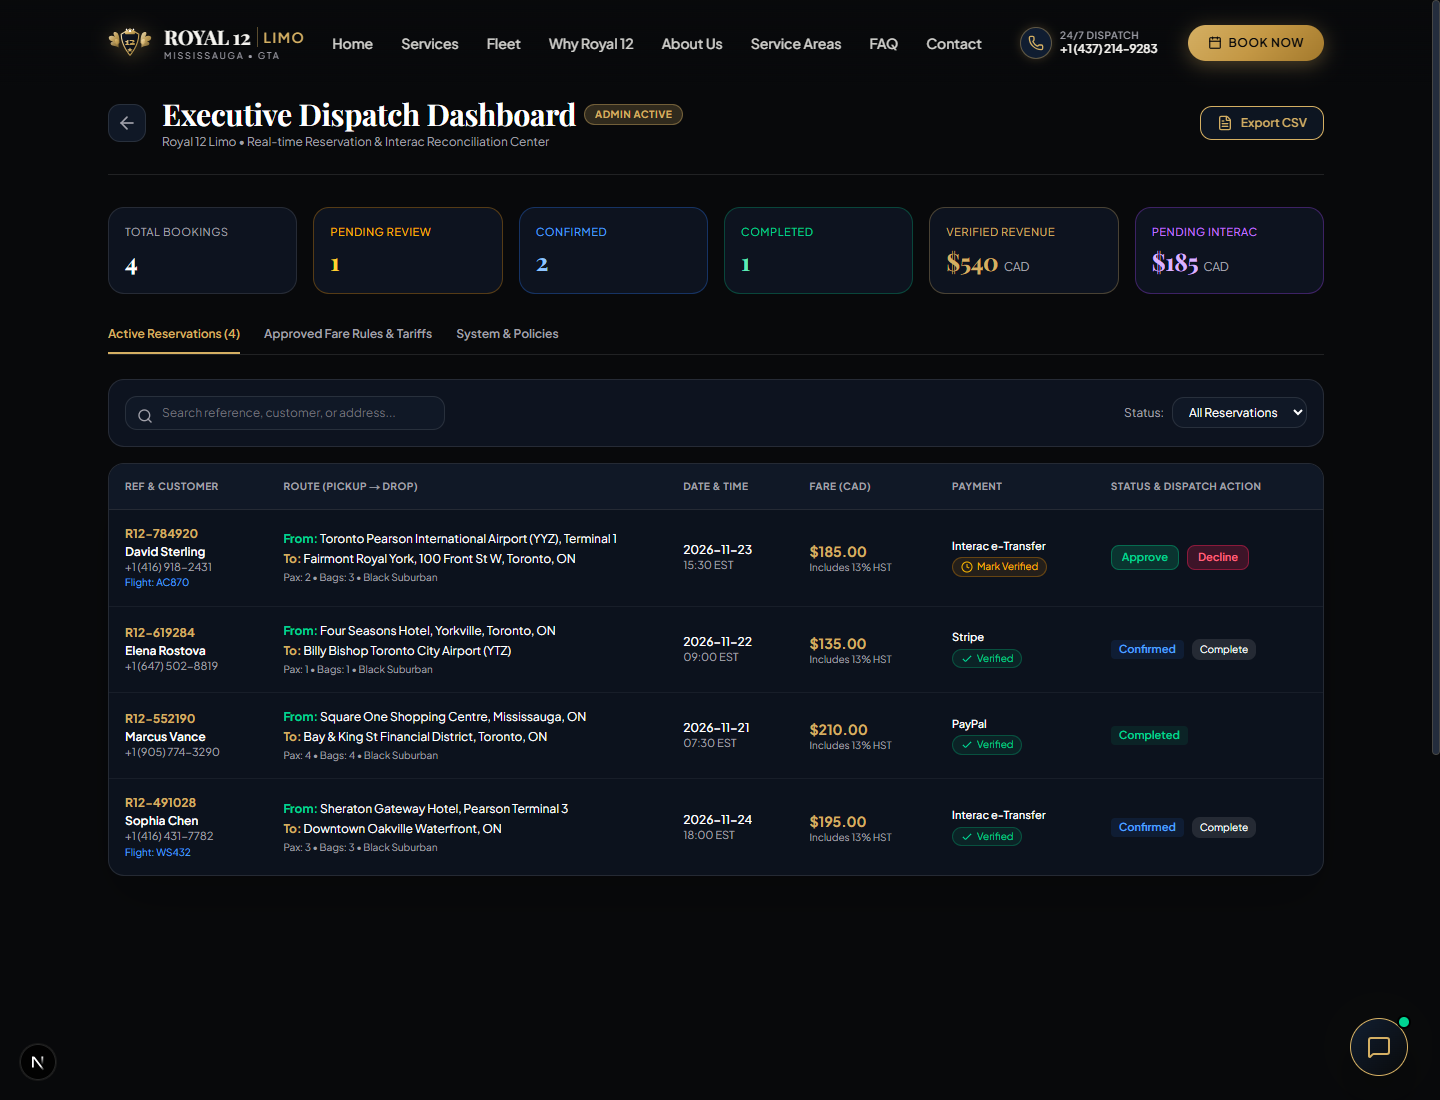 ROYAL 12 | LIMO
MISSISSAUGA • GTA
Home
Services
Fleet
Why Royal 12
About Us
Service Areas
FAQ
Contact
24/7 DISPATCH
+1 (437) 214-9283
BOOK NOW
Executive Dispatch Dashboard
ADMIN ACTIVE
Royal 12 Limo • Real-time Reservation & Interac Reconciliation Center
Export CSV
TOTAL BOOKINGS
4
PENDING REVIEW
1
CONFIRMED
2
COMPLETED
1
VERIFIED REVENUE
$540 CAD
PENDING INTERAC
$185 CAD
Active Reservations (4)
Approved Fare Rules & Tariffs
System & Policies
Search reference, customer, or address...
Status:
All Reservations
REF & CUSTOMER
ROUTE (PICKUP → DROP)
DATE & TIME
FARE (CAD)
PAYMENT
STATUS & DISPATCH ACTION
R12-784920
David Sterling
+1 (416) 918-2431
Flight: AC870
From: Toronto Pearson International Airport (YYZ), Terminal 1
To: Fairmont Royal York, 100 Front St W, Toronto, ON
Pax: 2 • Bags: 3 • Black Suburban
2026-11-23
15:30 EST
$185.00
Includes 13% HST
Interac e-Transfer
Mark Verified
Approve
Decline
R12-619284
Elena Rostova
+1 (647) 502-8819
From: Four Seasons Hotel, Yorkville, Toronto, ON
To: Billy Bishop Toronto City Airport (YTZ)
Pax: 1 • Bags: 1 • Black Suburban
2026-11-22
09:00 EST
$135.00
Includes 13% HST
Stripe
Verified
Confirmed
Complete
R12-552190
Marcus Vance
+1 (905) 774-3290
From: Square One Shopping Centre, Mississauga, ON
To: Bay & King St Financial District, Toronto, ON
Pax: 4 • Bags: 4 • Black Suburban
2026-11-21
07:30 EST
$210.00
Includes 13% HST
PayPal
Verified
Completed
R12-491028
Sophia Chen
+1 (416) 431-7782
Flight: WS432
From: Sheraton Gateway Hotel, Pearson Terminal 3
To: Downtown Oakville Waterfront, ON
Pax: 3 • Bags: 3 • Black Suburban
2026-11-24
18:00 EST
$195.00
Includes 13% HST
Interac e-Transfer
Verified
Confirmed
Complete
N